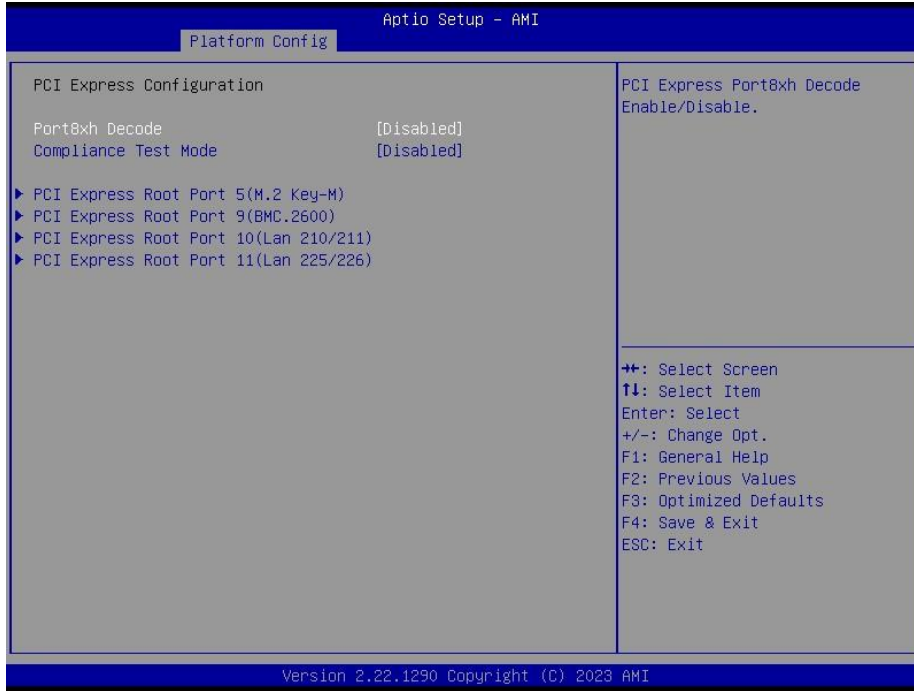 Aptio Setup – AMI
Platform Config
PCI Express Configuration
Port8xh Decode [Disabled]
Compliance Test Mode [Disabled]
▶ PCI Express Root Port 5(M.2 Key-M)
▶ PCI Express Root Port 9(BMC.2600)
▶ PCI Express Root Port 10(Lan 210/211)
▶ PCI Express Root Port 11(Lan 225/226)
PCI Express Port8xh Decode
Enable/Disable.
→←: Select Screen
↑↓: Select Item
Enter: Select
+/-: Change Opt.
F1: General Help
F2: Previous Values
F3: Optimized Defaults
F4: Save & Exit
ESC: Exit
Version 2.22.1290 Copyright (C) 2023 AMI